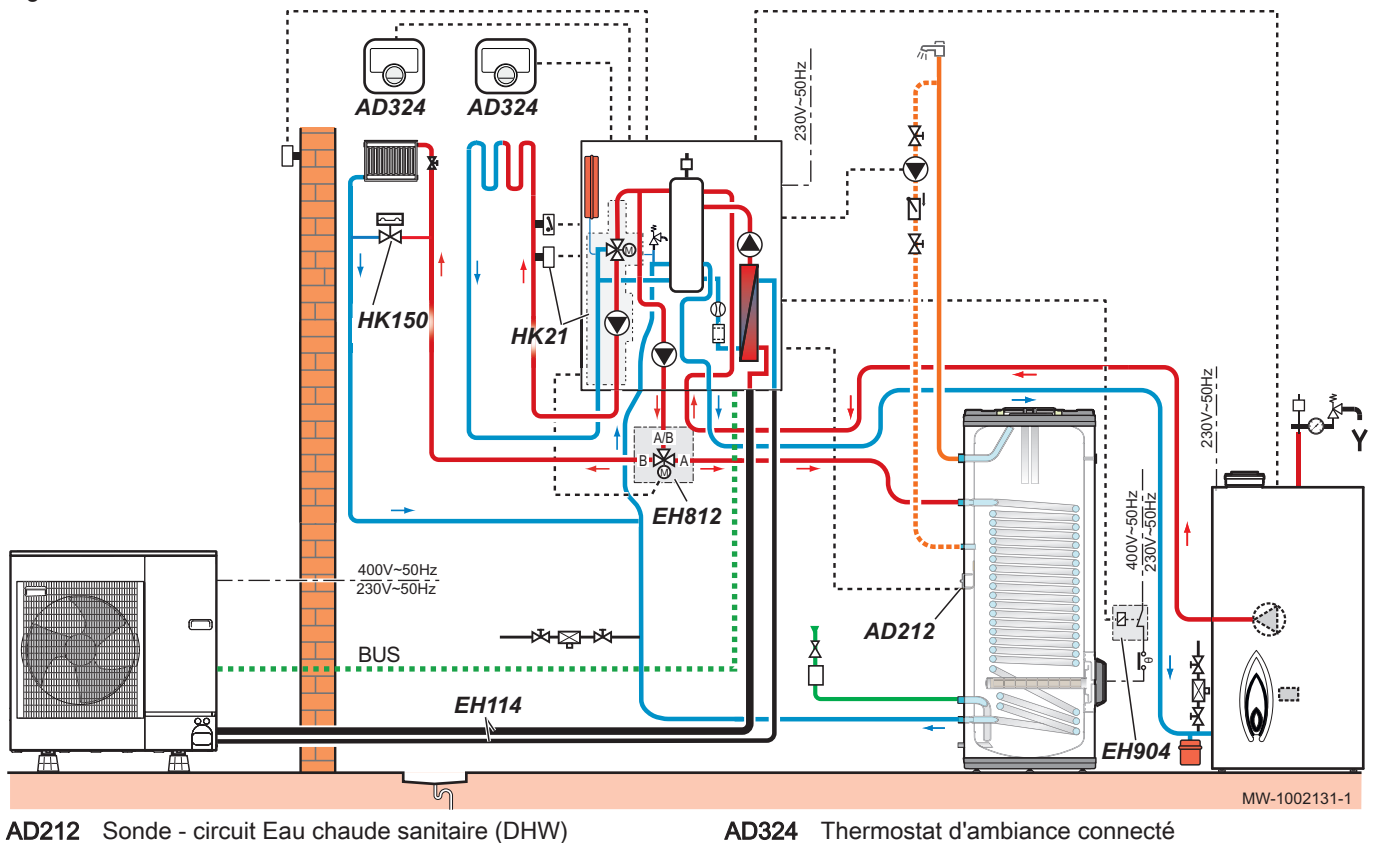 AD324
AD324
230V~50Hz
HK150
HK21
M
A/B
B
A
M
EH812
230V~50Hz
400V~50Hz
230V~50Hz
400V~50Hz
230V~50Hz
θ
AD212
BUS
EH114
EH904
MW-1002131-1
AD212 Sonde - circuit Eau chaude sanitaire (DHW)
AD324 Thermostat d'ambiance connecté